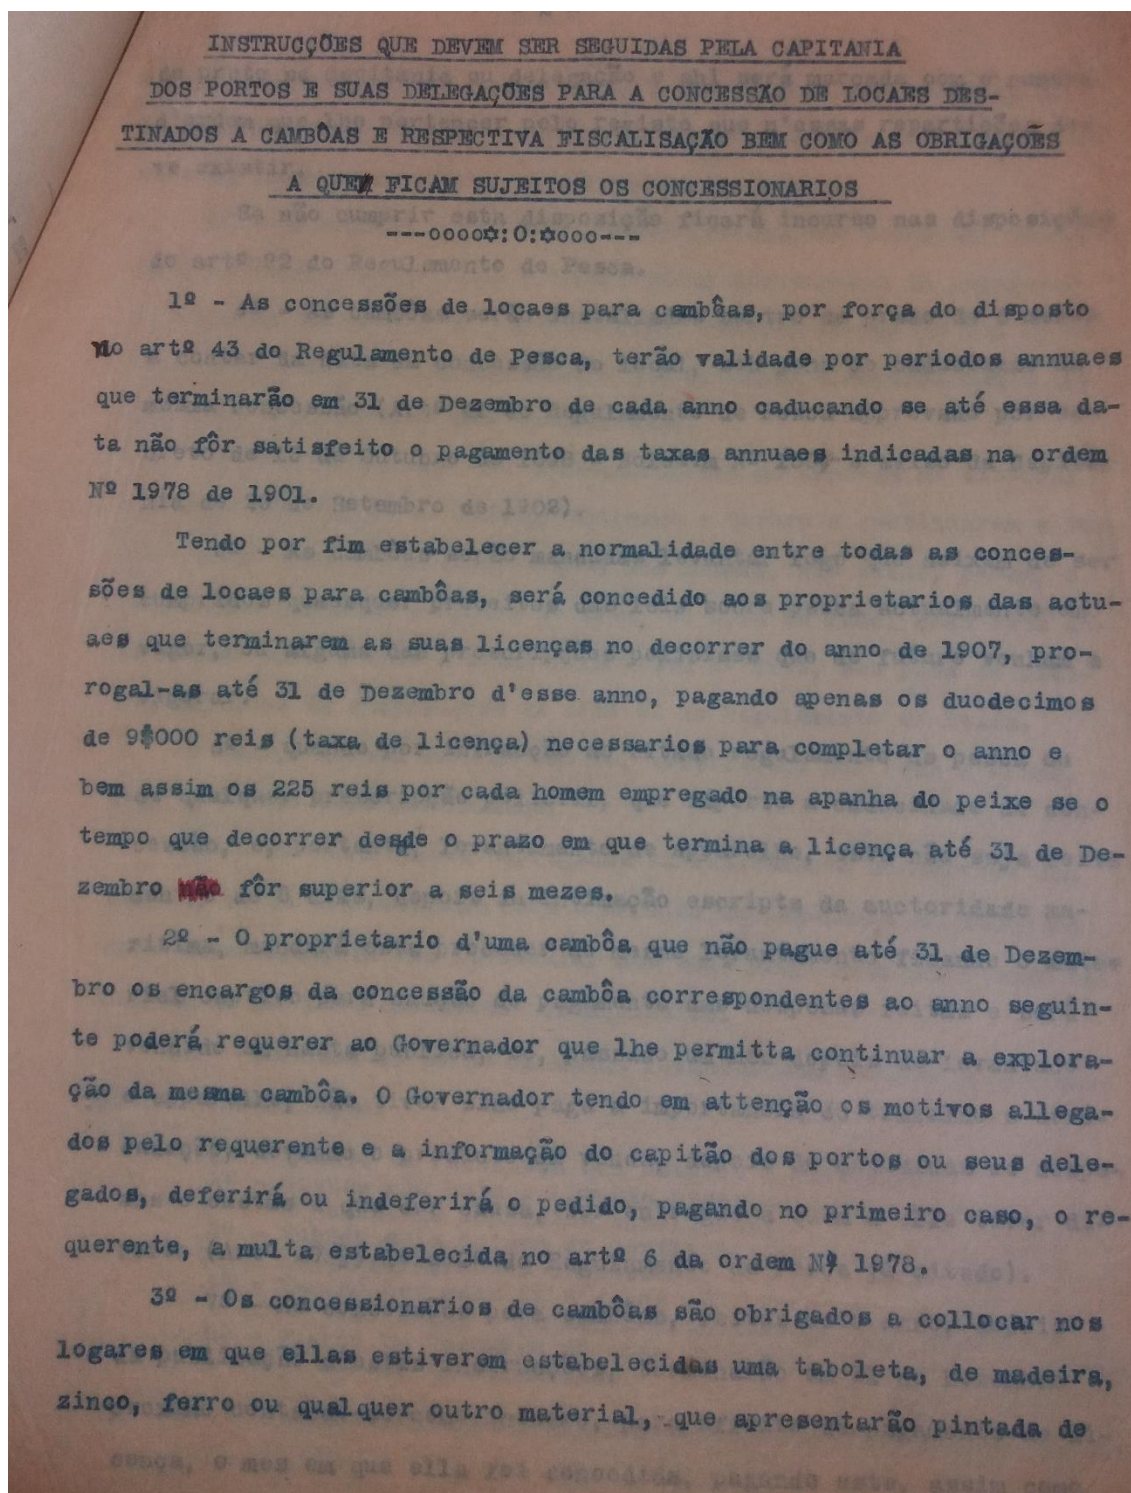 INSTRUCÇÕES QUE DEVEM SER SEGUIDAS PELA CAPITANIA
DOS PORTOS E SUAS DELEGAÇÕES PARA A CONCESSÃO DE LOCAES DES-
TINADOS A CAMBÔAS E RESPECTIVA FISCALISAÇÃO BEM COMO AS OBRIGAÇÕES
A QUE FICAM SUJEITOS OS CONCESSIONARIOS
---oooo✡:O:✡ooo---
1º - As concessões de locaes para cambôas, por força do disposto
no artº 43 do Regulamento de Pesca, terão validade por periodos annuaes
que terminarão em 31 de Dezembro de cada anno caducando se até essa da-
ta não fôr satisfeito o pagamento das taxas annuaes indicadas na ordem
Nº 1978 de 1901.
Tendo por fim estabelecer a normalidade entre todas as conces-
sões de locaes para cambôas, será concedido aos proprietarios das actu-
aes que terminarem as suas licenças no decorrer do anno de 1907, pro-
rogal-as até 31 de Dezembro d'esse anno, pagando apenas os duodecimos
de 9$000 reis (taxa de licença) necessarios para completar o anno e
bem assim os 225 reis por cada homem empregado na apanha do peixe se o
tempo que decorrer desde o prazo em que termina a licença até 31 de De-
zembro não fôr superior a seis mezes.
2º - O proprietario d'uma cambôa que não pague até 31 de Dezem-
bro os encargos da concessão da cambôa correspondentes ao anno seguin-
te poderá requerer ao Governador que lhe permitta continuar a explora-
ção da mesma cambôa. O Governador tendo em attenção os motivos allega-
dos pelo requerente e a informação do capitão dos portos ou seus dele-
gados, deferirá ou indeferirá o pedido, pagando no primeiro caso, o re-
querente, a multa estabelecida no artº 6 da ordem Nº 1978.
3º - Os concessionarios de cambôas são obrigados a collocar nos
logares em que ellas estiverem estabelecidas uma taboleta, de madeira,
zinco, ferro ou qualquer outro material, que apresentarão pintada de